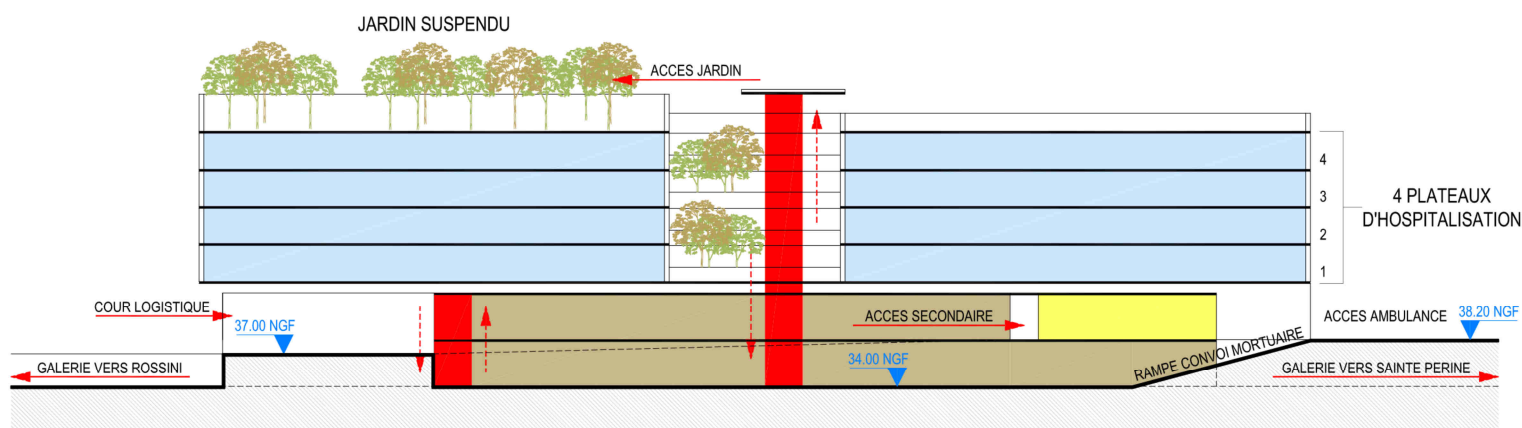 JARDIN SUSPENDU
ACCES JARDIN
4
3
2
1
4 PLATEAUX
D'HOSPITALISATION
COUR LOGISTIQUE
37.00 NGF
ACCES SECONDAIRE
ACCES AMBULANCE
38.20 NGF
34.00 NGF
RAMPE CONVOI MORTUAIRE
GALERIE VERS ROSSINI
GALERIE VERS SAINTE PERINE